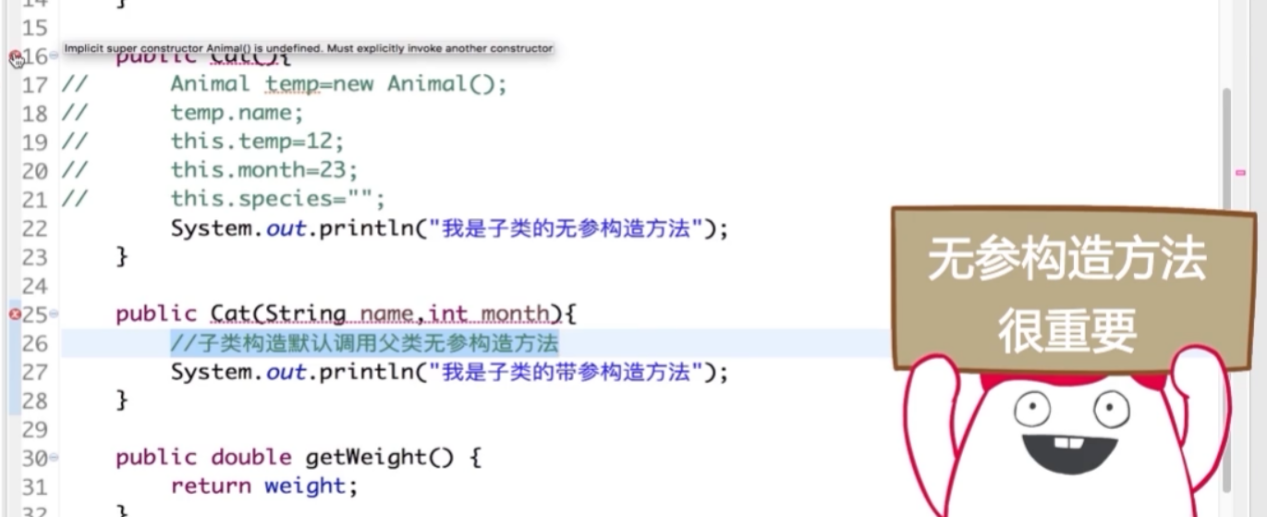 14 }
15
Implicit super constructor Animal() is undefined. Must explicitly invoke another constructor
16 public Cat(){
17 // Animal temp=new Animal();
18 // temp.name;
19 // this.temp=12;
20 // this.month=23;
21 // this.species="";
22 System.out.println("我是子类的无参构造方法");
23 }
24
25 public Cat(String name,int month){
26 //子类构造默认调用父类无参构造方法
27 System.out.println("我是子类的带参构造方法");
28 }
29
30 public double getWeight() {
31 return weight;
32 }
无参构造方法
很重要